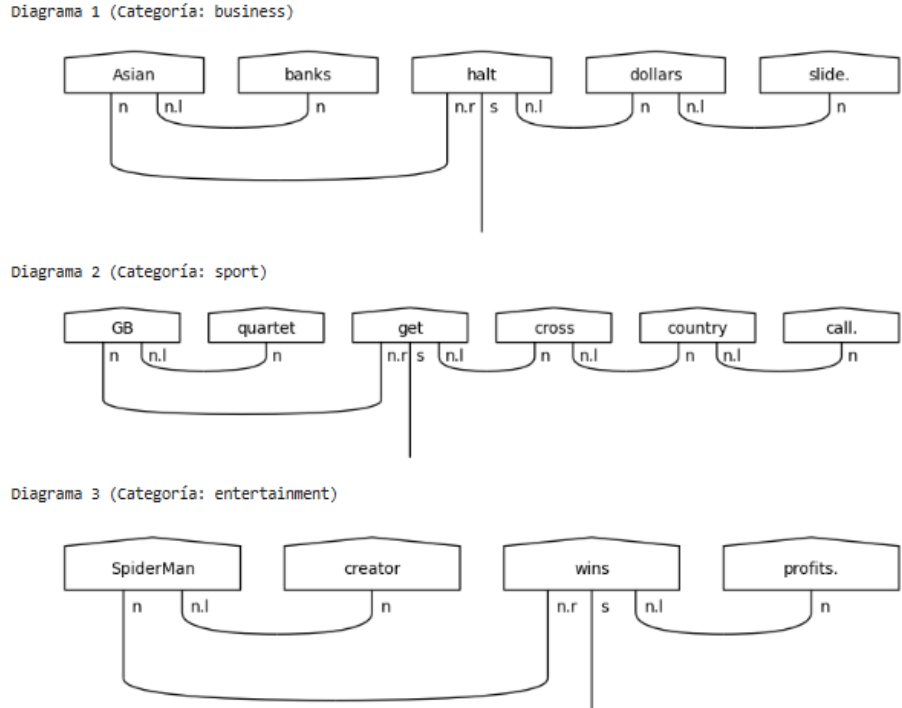 Diagrama 1 (Categoría: business)
Asian banks halt dollars slide.
n n.l n n.r s n.l n n.l n
Diagrama 2 (Categoría: sport)
GB quartet get cross country call.
n n.l n n.r s n.l n n.l n n.l n
Diagrama 3 (Categoría: entertainment)
SpiderMan creator wins profits.
n n.l n n.r s n.l n